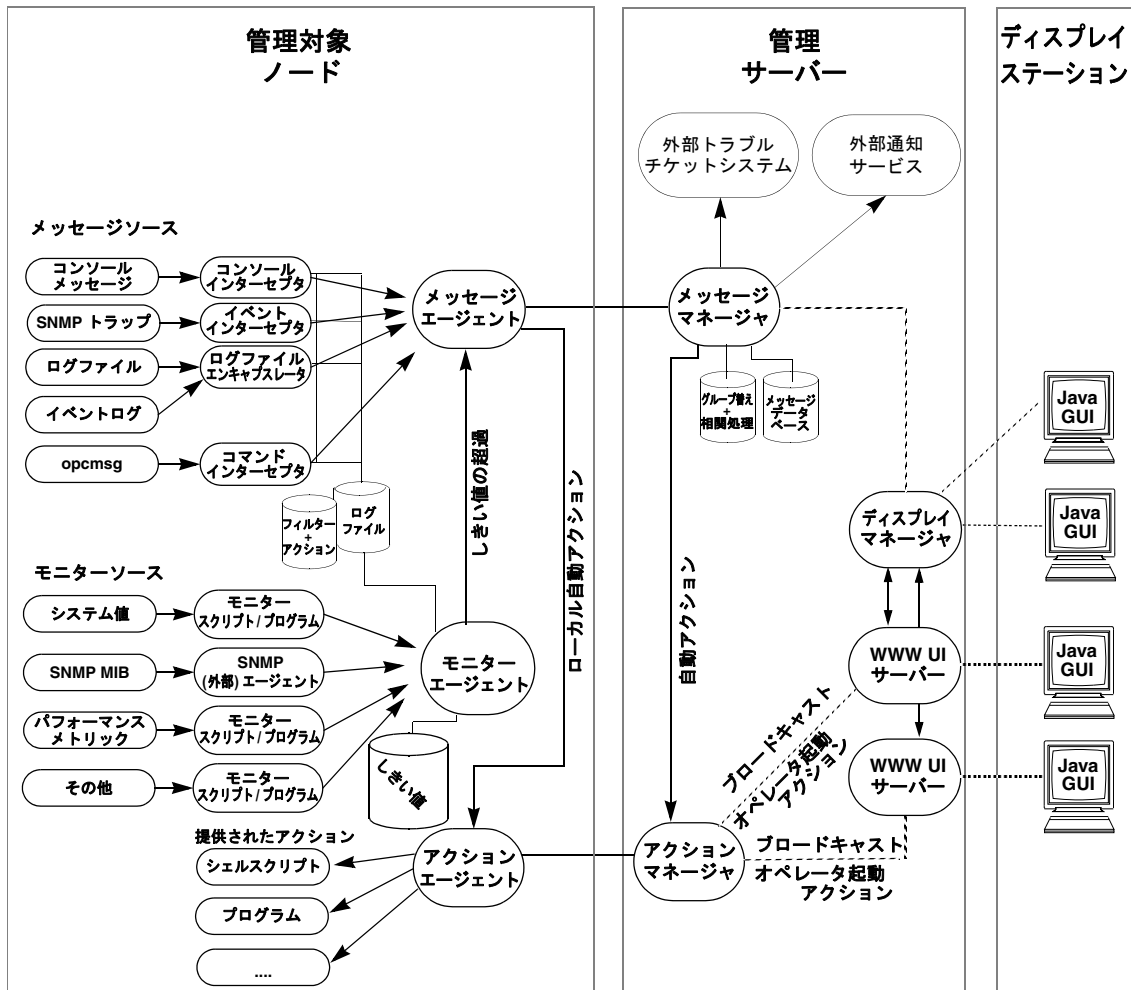 管理対象
ノード
メッセージソース
コンソール
メッセージ
コンソール
インターセプタ
SNMP トラップ
イベント
インターセプタ
ログファイル
ログファイル
エンキャプスレータ
イベントログ
opcmsg
コマンド
インターセプタ
メッセージ
エージェント
フィルター
+
アクション
ログ
ファイル
しきい値の超過
ローカル自動アクション
モニターソース
システム値
モニター
スクリプト / プログラム
SNMP MIB
SNMP
(外部) エージェント
パフォーマンス
メトリック
モニター
スクリプト / プログラム
その他
モニター
スクリプト / プログラム
モニター
エージェント
しきい値
提供されたアクション
シェルスクリプト
プログラム
....
アクション
エージェント
管理
サーバー
外部トラブル
チケットシステム
外部通知
サービス
メッセージ
マネージャ
グループ替え
+
相関処理
メッセージ
データ
ベース
自動アクション
ディスプレイ
マネージャ
WWW UI
サーバー
WWW UI
サーバー
ブロードキャスト
オペレータ起動
アクション
アクション
マネージャ
ブロードキャスト
オペレータ起動
アクション
ディスプレイ
ステーション
Java
GUI
Java
GUI
Java
GUI
Java
GUI